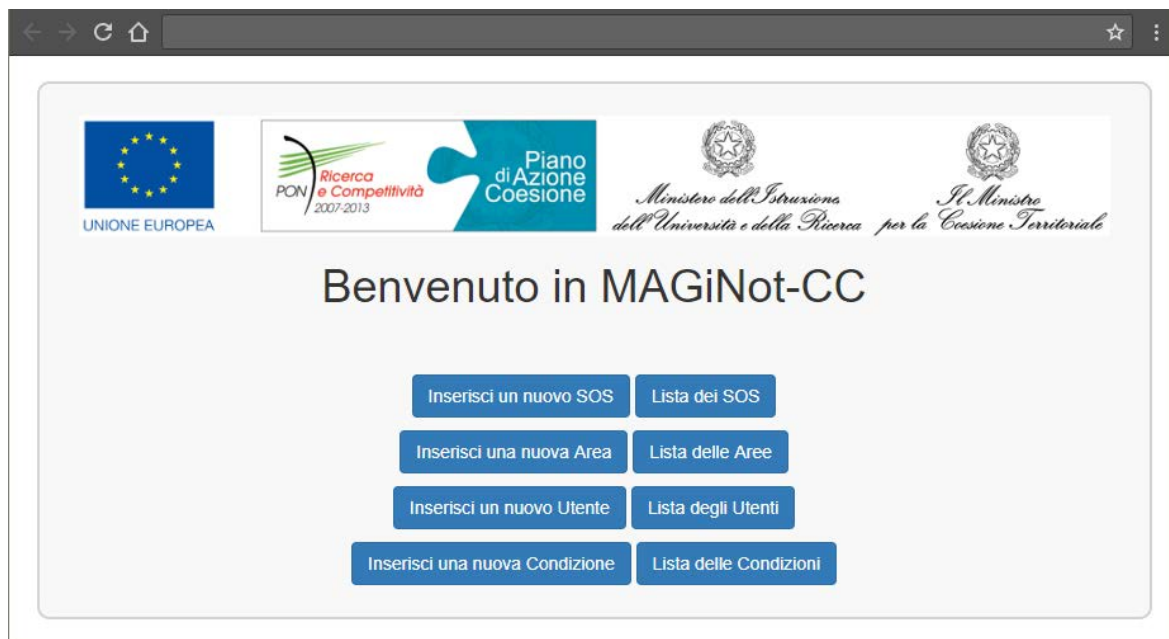 UNIONE EUROPEA
PON Ricerca
e Competitività
2007-2013
Piano
di Azione
Coesione
Ministero dell'Istruzione
dell'Università e della Ricerca
Il Ministro
per la Coesione Territoriale
Benvenuto in MAGiNot-CC
Inserisci un nuovo SOS Lista dei SOS
Inserisci una nuova Area Lista delle Aree
Inserisci un nuovo Utente Lista degli Utenti
Inserisci una nuova Condizione Lista delle Condizioni